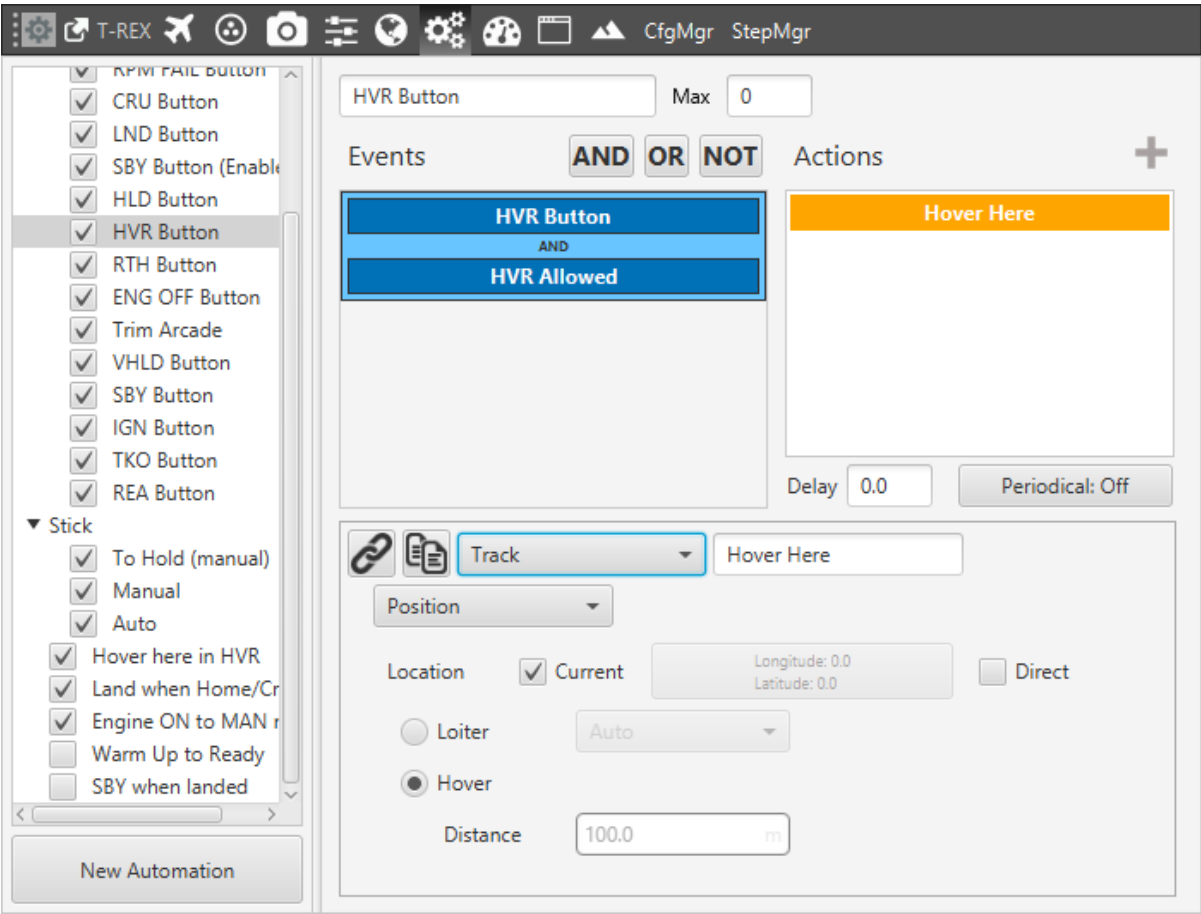 T-REX CfgMgr StepMgr
RPM FAIL Button
CRU Button
LND Button
SBY Button (Enable
HLD Button
HVR Button
RTH Button
ENG OFF Button
Trim Arcade
VHLD Button
SBY Button
IGN Button
TKO Button
REA Button
Stick
To Hold (manual)
Manual
Auto
Hover here in HVR
Land when Home/Cr
Engine ON to MAN r
Warm Up to Ready
SBY when landed
New Automation
HVR Button Max 0
Events AND OR NOT Actions
HVR Button
AND
HVR Allowed
Hover Here
Delay 0.0 Periodical: Off
Track Hover Here
Position
Location Current Longitude: 0.0
Latitude: 0.0 Direct
Loiter Auto
Hover
Distance 100.0 m